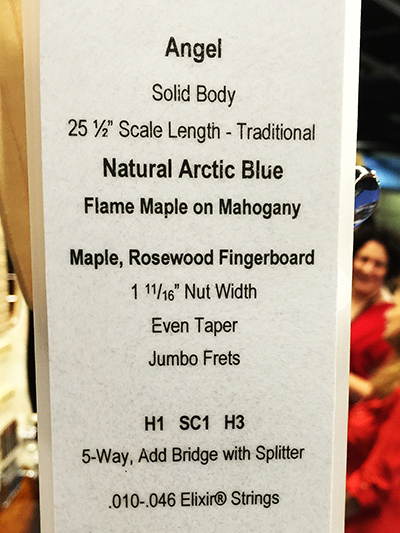 Angel
Solid Body
25 ½" Scale Length - Traditional
Natural Arctic Blue
Flame Maple on Mahogany
Maple, Rosewood Fingerboard
1 11/16" Nut Width
Even Taper
Jumbo Frets
H1 SC1 H3
5-Way, Add Bridge with Splitter
.010-.046 Elixir® Strings